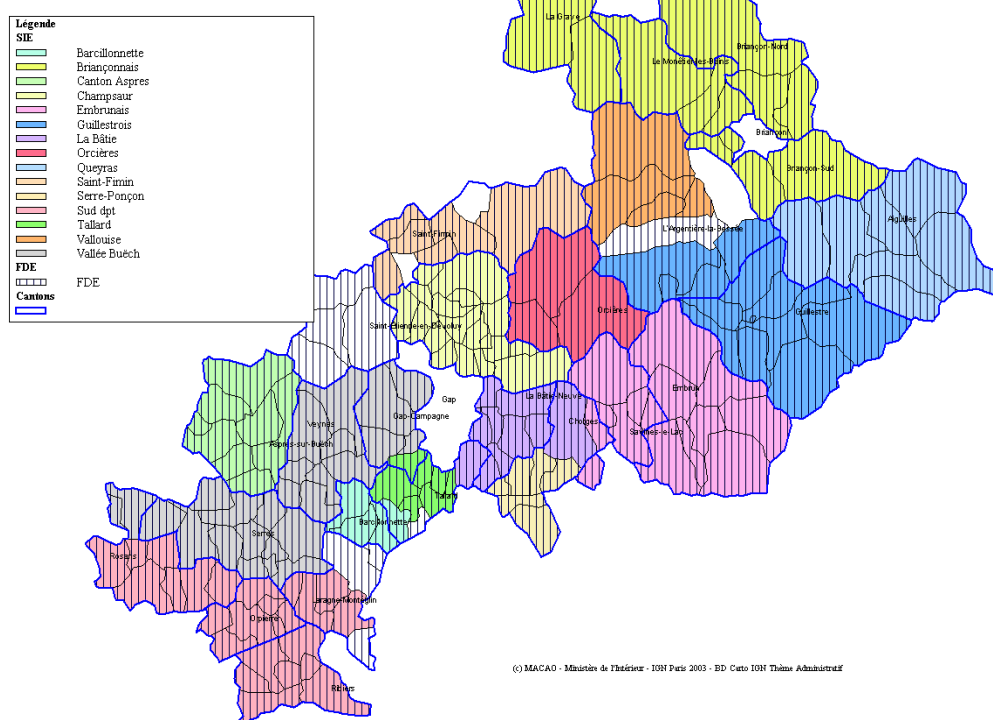 Légende
SIE
Barcillonnette
Briançonnais
Canton Aspres
Champsaur
Embrunais
Guillestrois
La Bâtie
Orcières
Queyras
Saint-Fimin
Serre-Ponçon
Sud dpt
Tallard
Vallouise
Vallée Buëch
FDE
FDE
Cantons
La Grave
Briançon-Nord
Le Monêtier-les-Bains
Briançon
Briançon-Sud
Aiguilles
L'Argentière-la-Bessée
Saint-Firmin
Orcières
Guillestre
Saint-Etienne-en-Dévoluy
Embrun
La Bâtie-Neuve
Gap
Gap-Campagne
Chorges
Veynes
Savines-le-Lac
Aspres-sur-Buëch
Tallard
Barcillonnette
Serres
Rosans
Laragne-Montéglin
Orpierre
Ribiers
(c) MACAO - Ministère de l'Intérieur - IGN Paris 2003 - BD Carto IGN Thème Administratif